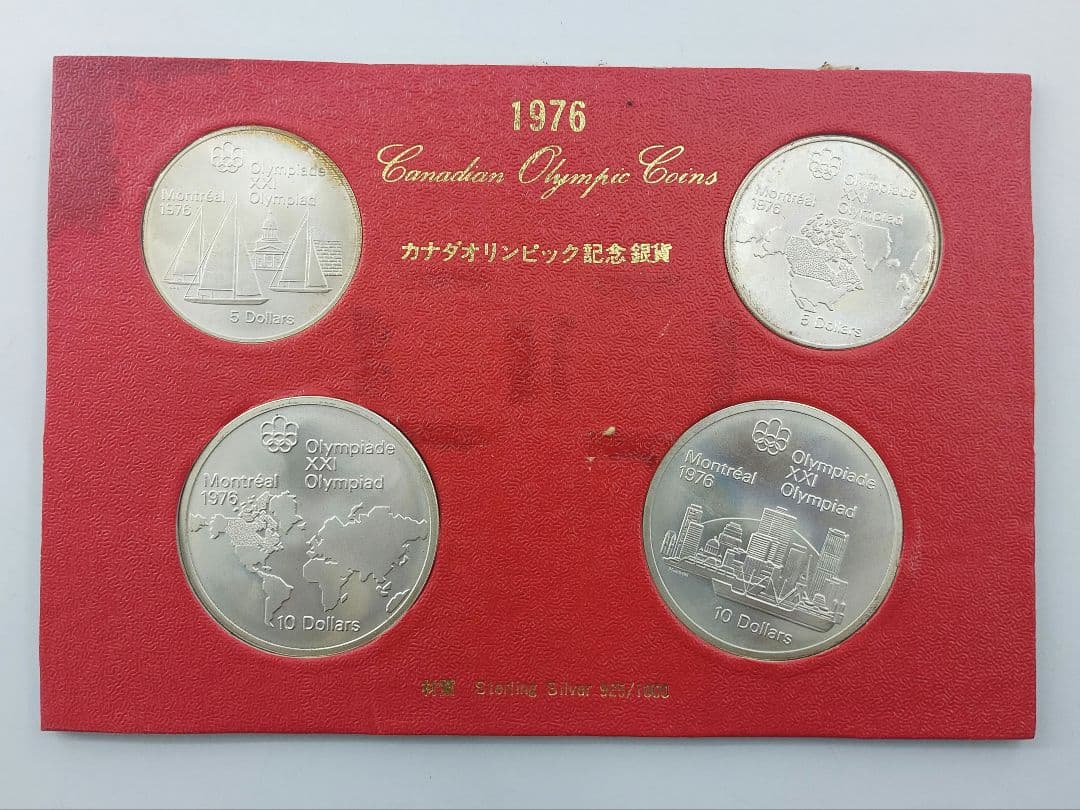 1976
Canadian Olympic Coins
カナダオリンピック記念銀貨
Olympiade
XXI
Olympiad
Montréal
1976
5 Dollars
Olympiade
XXI
Olympiad
Montréal
1976
5 Dollars
Olympiade
XXI
Olympiad
Montréal
1976
10 Dollars
Olympiade
XXI
Olympiad
Montréal
1976
10 Dollars
材質 Sterling Silver 925/1000